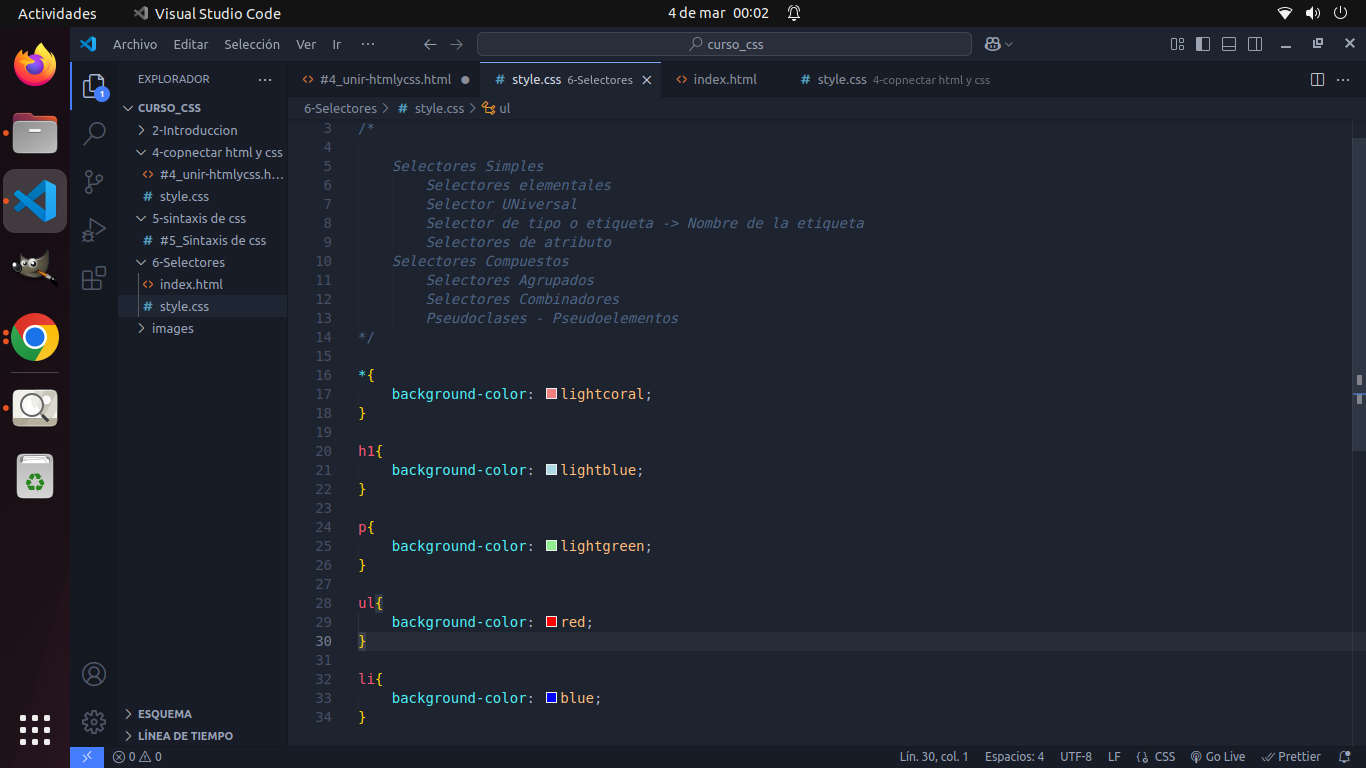 Actividades Visual Studio Code 4 de mar 00:02
Archivo Editar Selección Ver Ir ··· curso_css
EXPLORADOR ···
#4_unir-htmlycss.html style.css 6-Selectores index.html style.css 4-copnectar html y css ···
CURSO_CSS
2-Introduccion
4-copnectar html y css
#4_unir-htmlycss.h...
style.css
5-sintaxis de css
#5_Sintaxis de css
6-Selectores
index.html
style.css
images
ESQUEMA
LÍNEA DE TIEMPO
1
6-Selectores > # style.css > ul
3 /*
4
5 Selectores Simples
6 Selectores elementales
7 Selector UNiversal
8 Selector de tipo o etiqueta -> Nombre de la etiqueta
9 Selectores de atributo
10 Selectores Compuestos
11 Selectores Agrupados
12 Selectores Combinadores
13 Pseudoclases - Pseudoelementos
14 */
15
16 *{
17 background-color: lightcoral;
18 }
19
20 h1{
21 background-color: lightblue;
22 }
23
24 p{
25 background-color: lightgreen;
26 }
27
28 ul{
29 background-color: red;
30 }
31
32 li{
33 background-color: blue;
34 }
0 0 Lín. 30, col. 1 Espacios: 4 UTF-8 LF {} CSS Go Live Prettier